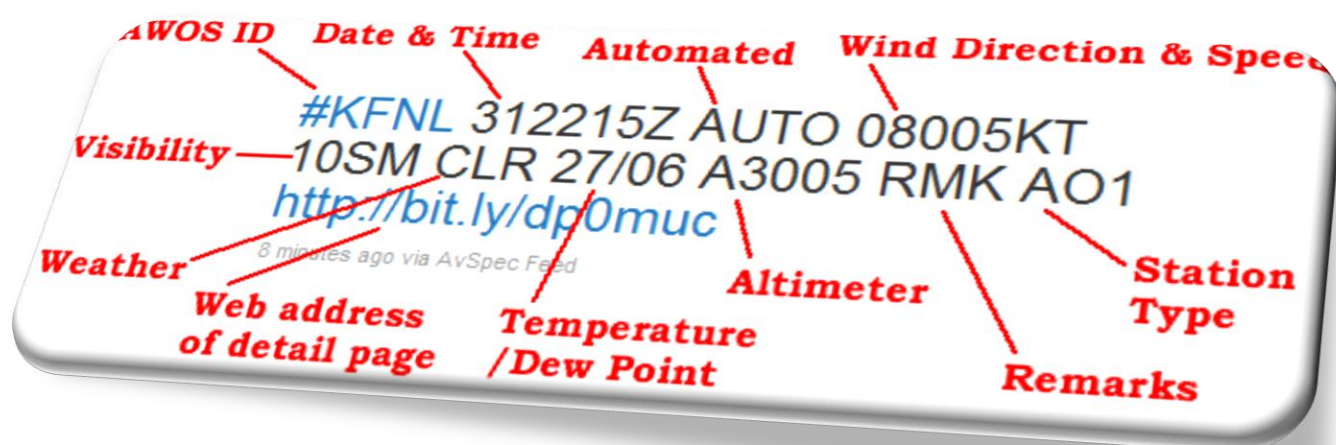 AWOS ID
Date & Time
Automated
Wind Direction & Speed
#KFNL 312215Z AUTO 08005KT
Visibility
10SM CLR 27/06 A3005 RMK AO1
http://bit.ly/dp0muc
8 minutes ago via AvSpec Feed
Weather
Web address
of detail page
Temperature
/Dew Point
Altimeter
Station
Type
Remarks